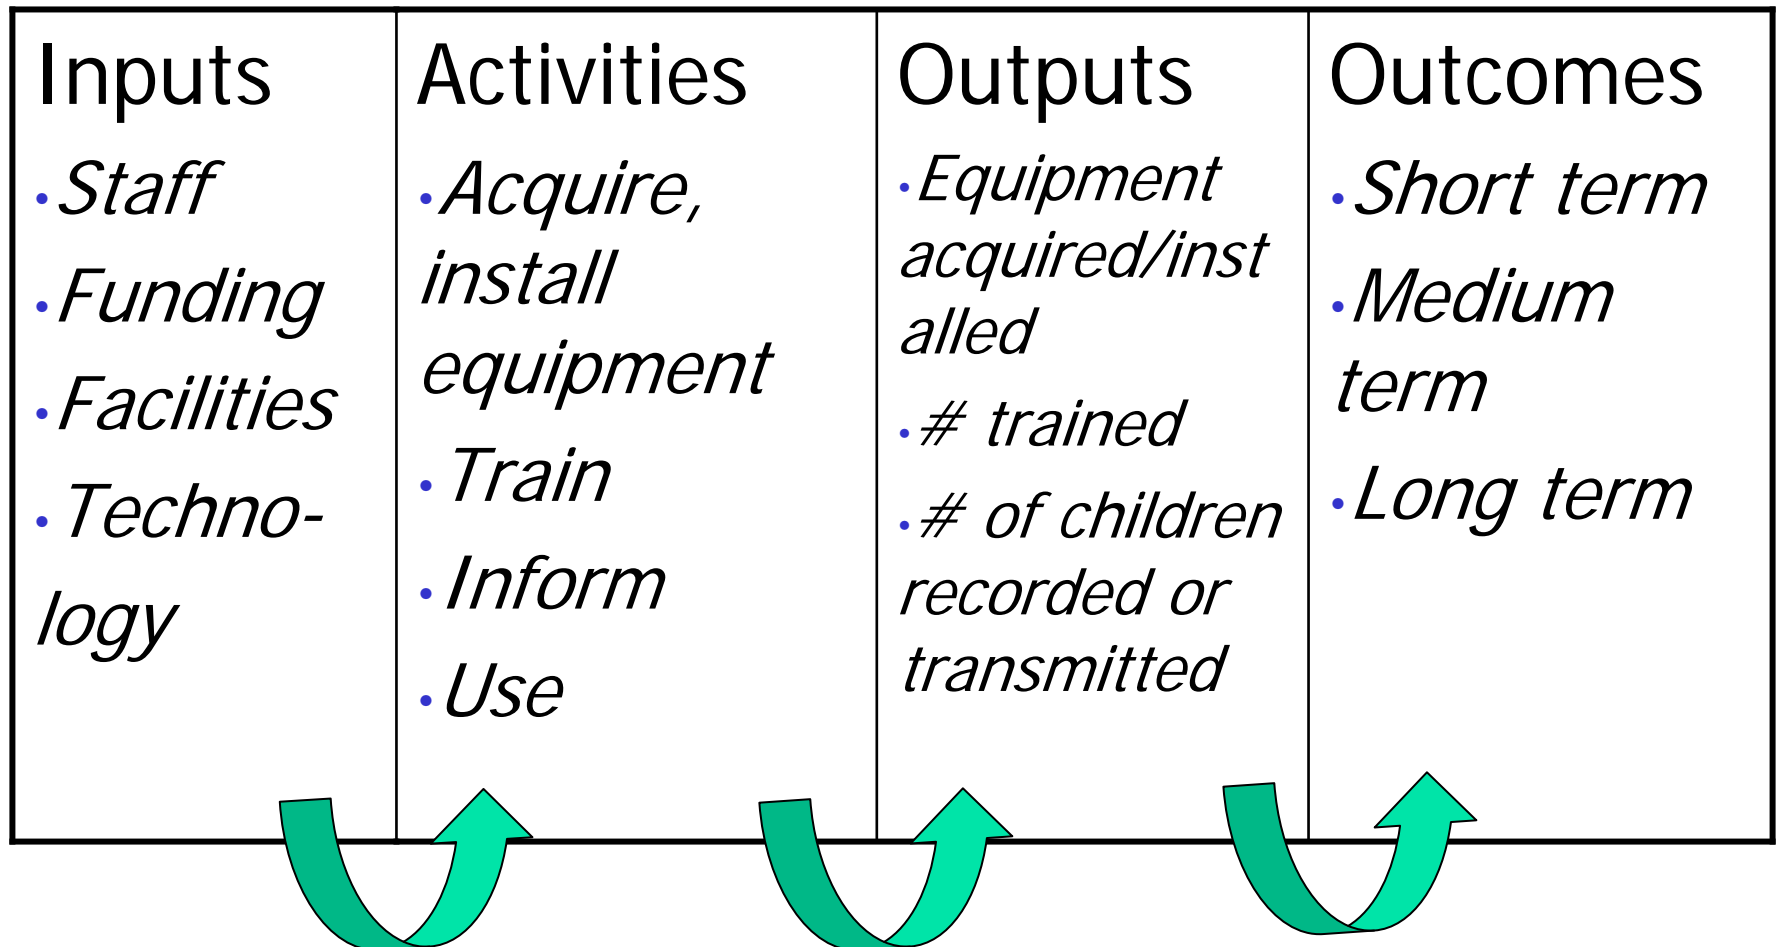 Inputs
•Staff
•Funding
•Facilities
•Techno-
logy
Activities
•Acquire,
install
equipment
•Train
•Inform
•Use
Outputs
•Equipment
acquired/inst
alled
•# trained
•# of children
recorded or
transmitted
Outcomes
•Short term
•Medium
term
•Long term